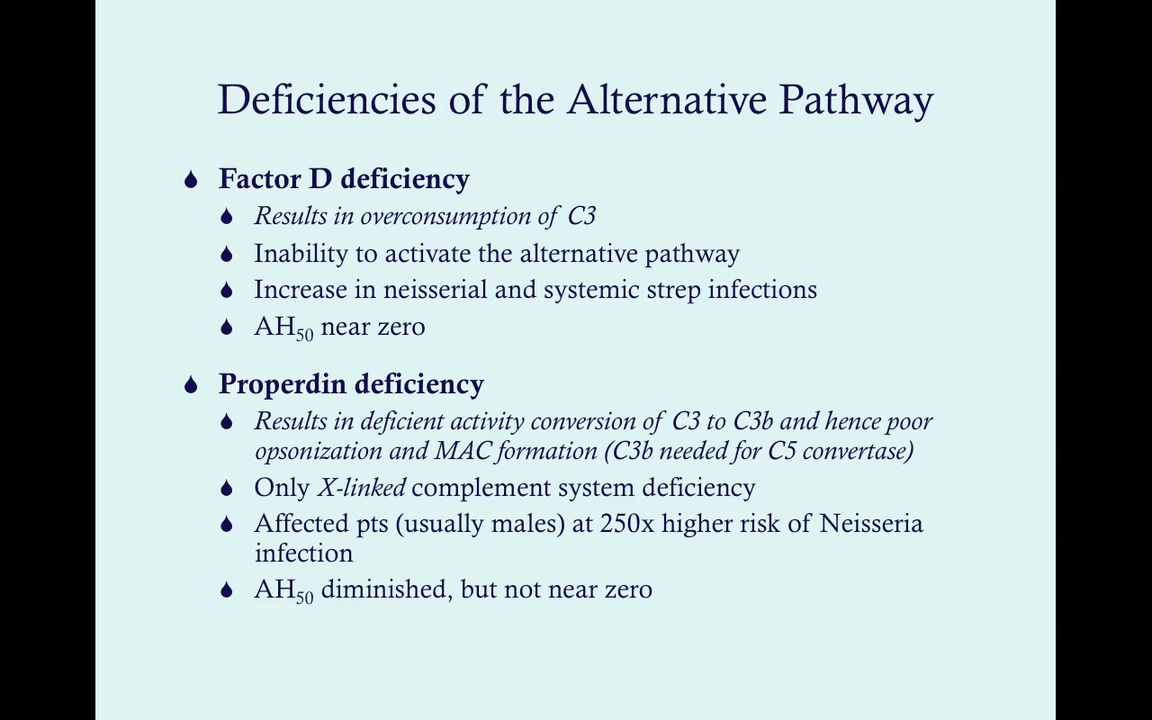 Deficiencies of the Alternative Pathway
Factor D deficiency
Results in overconsumption of C3
Inability to activate the alternative pathway
Increase in neisserial and systemic strep infections
AH50 near zero
Properdin deficiency
Results in deficient activity conversion of C3 to C3b and hence poor
opsonization and MAC formation (C3b needed for C5 convertase)
Only X-linked complement system deficiency
Affected pts (usually males) at 250x higher risk of Neisseria
infection
AH50 diminished, but not near zero